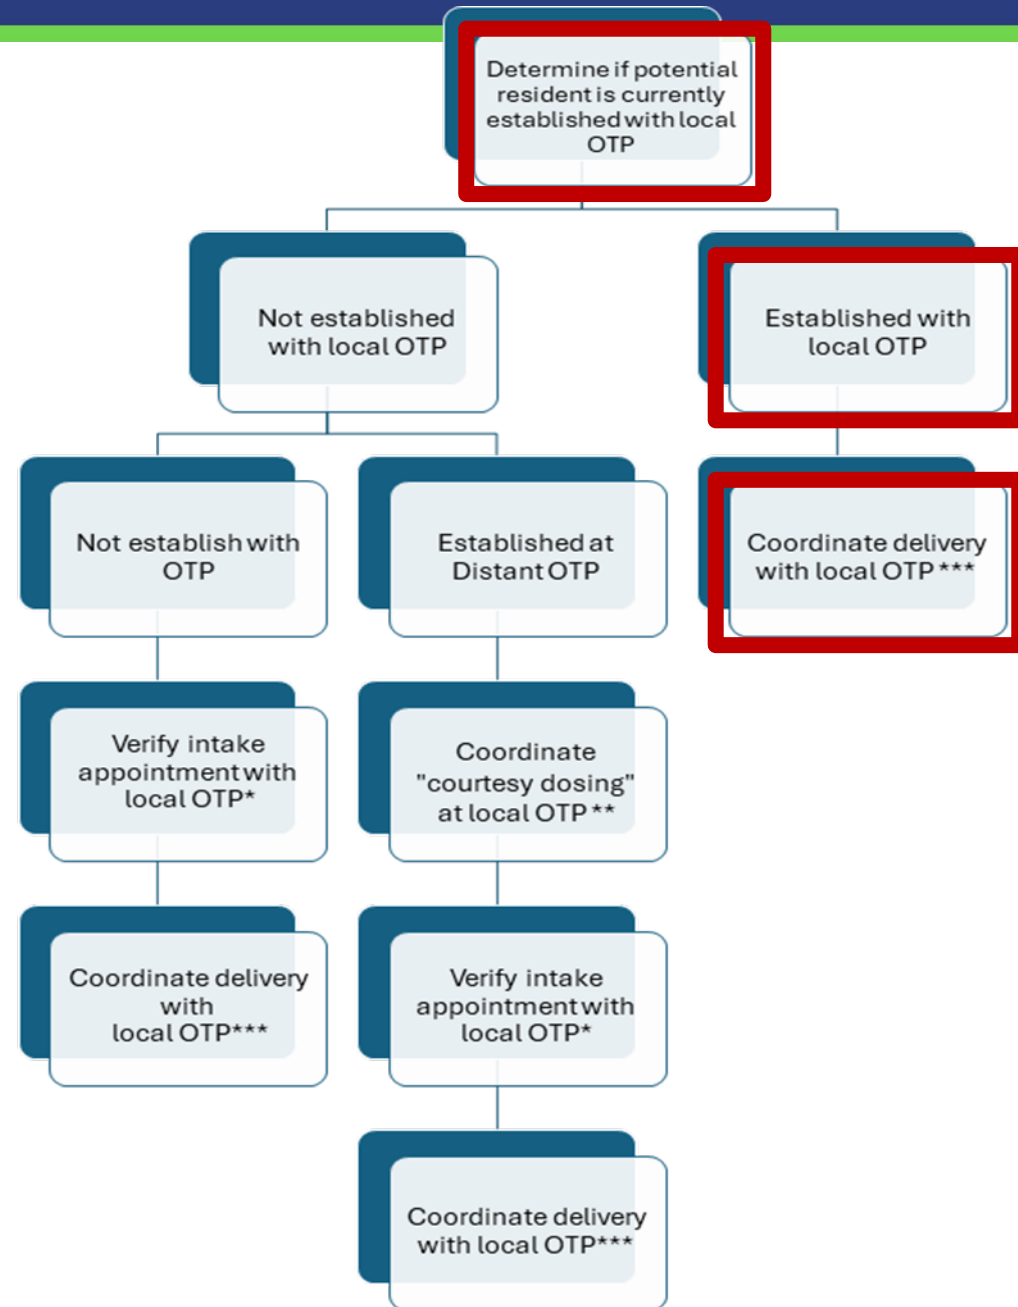 Determine if potential
resident is currently
established with local
OTP
Not established
with local OTP
Established with
local OTP
Not establish with
OTP
Established at
Distant OTP
Coordinate delivery
with local OTP ***
Verify intake
appointment with
local OTP*
Coordinate
"courtesy dosing"
at local OTP **
Coordinate delivery
with
local OTP***
Verify intake
appointment with
local OTP*
Coordinate delivery
with local OTP***